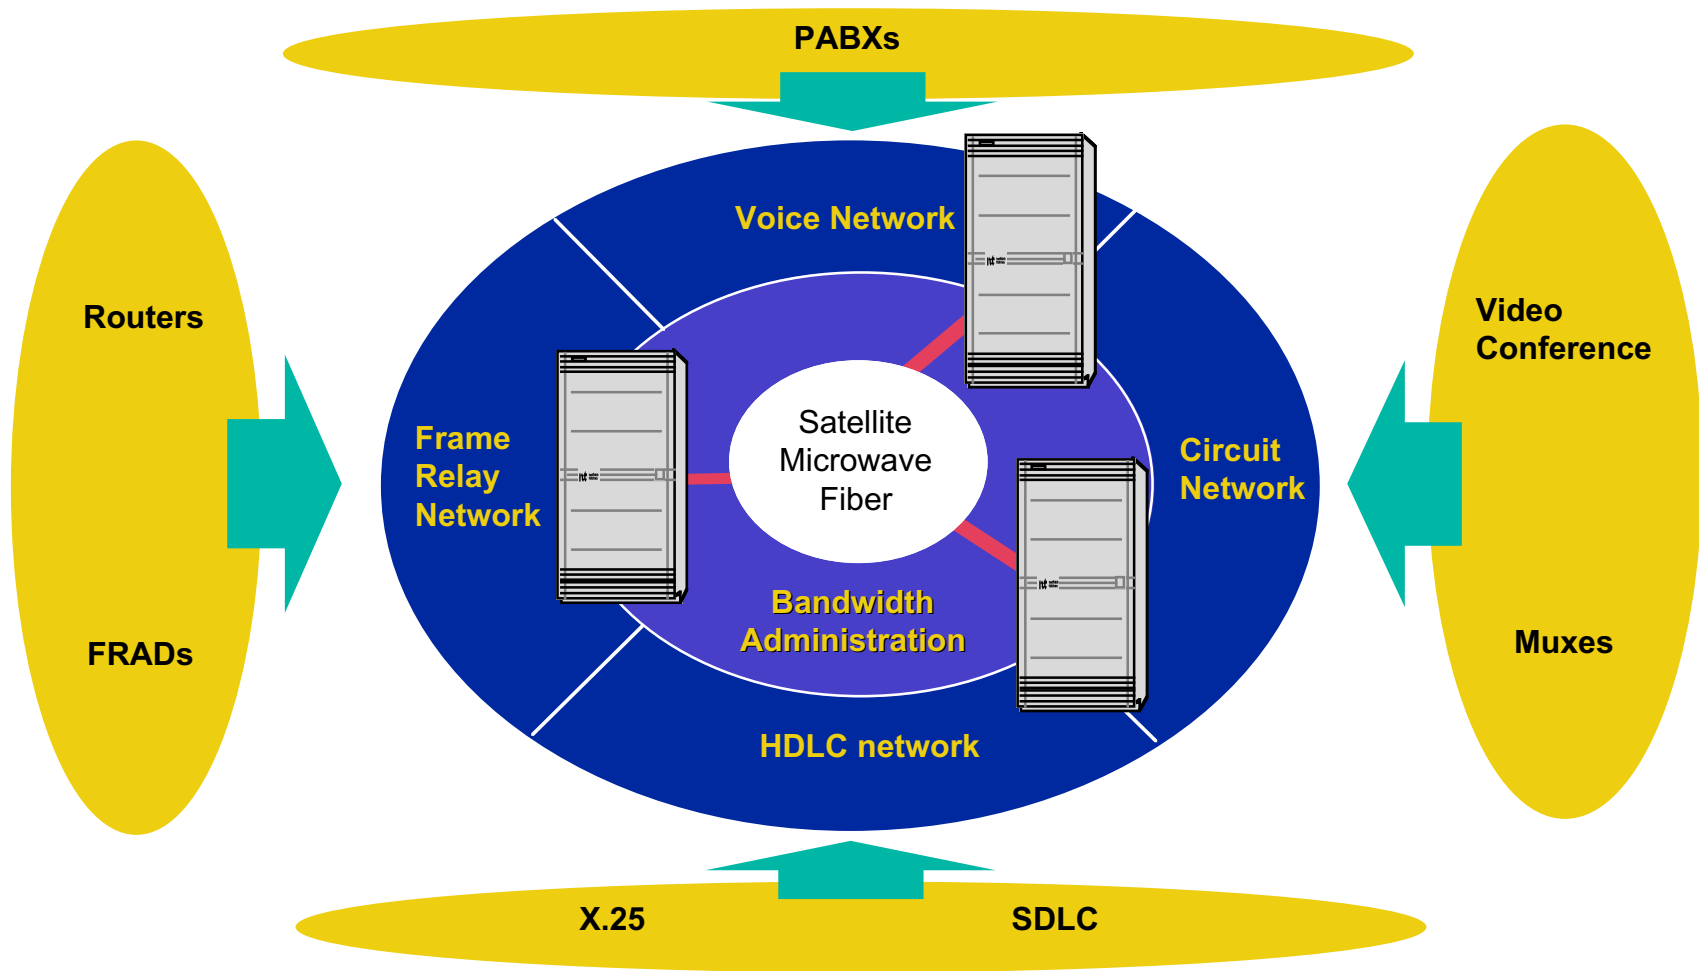 PABXs
Voice Network
Routers
Video
Conference
Frame
Relay
Network
Satellite
Microwave
Fiber
Circuit
Network
Bandwidth
Administration
FRADs
Muxes
HDLC network
X.25
SDLC